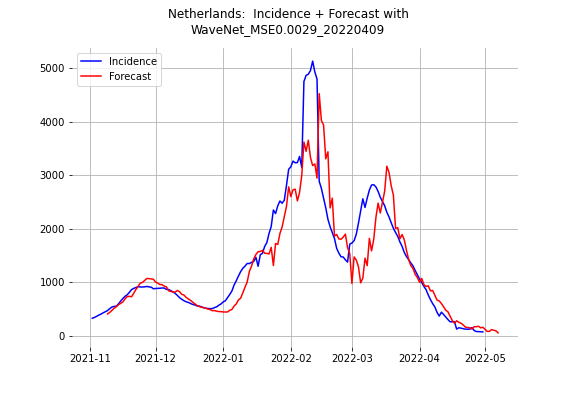 Netherlands:  Incidence + Forecast with
WaveNet_MSE0.0029_20220409
Incidence
Forecast
5000
4000
3000
2000
1000
0
2021-11 2021-12 2022-01 2022-02 2022-03 2022-04 2022-05